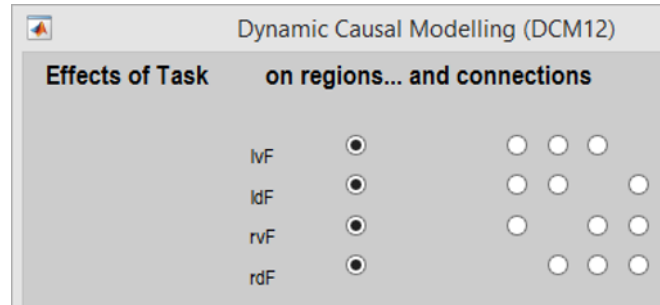 Dynamic Causal Modelling (DCM12)
Effects of Task on regions... and connections
lvF
ldF
rvF
rdF